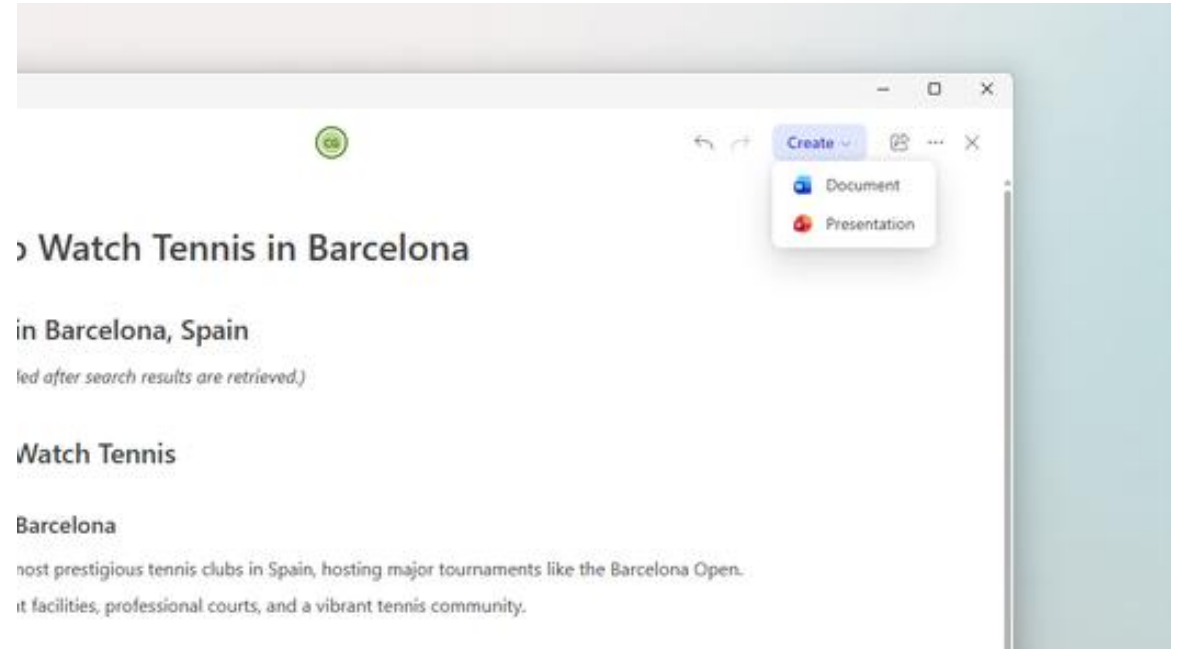 CG
Create
Document
Presentation
o Watch Tennis in Barcelona
in Barcelona, Spain
led after search results are retrieved.)
Watch Tennis
Barcelona
most prestigious tennis clubs in Spain, hosting major tournaments like the Barcelona Open.
nt facilities, professional courts, and a vibrant tennis community.